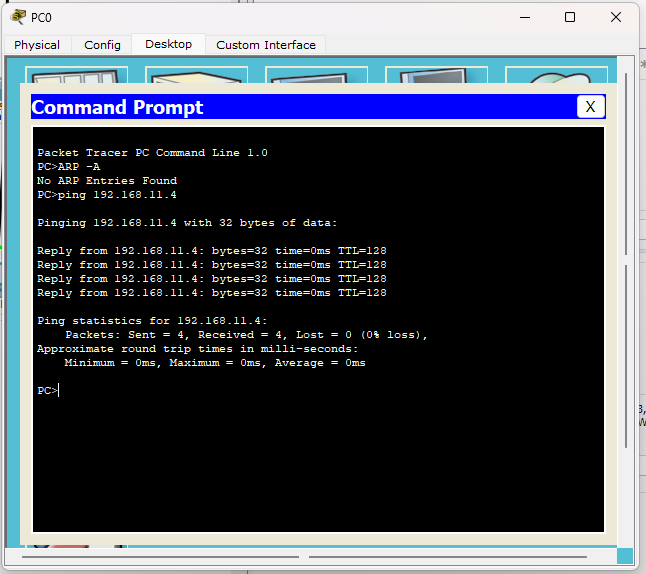 PC0
Physical Config Desktop Custom Interface
Command Prompt X
Packet Tracer PC Command Line 1.0
PC>ARP -A
No ARP Entries Found
PC>ping 192.168.11.4
Pinging 192.168.11.4 with 32 bytes of data:
Reply from 192.168.11.4: bytes=32 time=0ms TTL=128
Reply from 192.168.11.4: bytes=32 time=0ms TTL=128
Reply from 192.168.11.4: bytes=32 time=0ms TTL=128
Reply from 192.168.11.4: bytes=32 time=0ms TTL=128
Ping statistics for 192.168.11.4:
Packets: Sent = 4, Received = 4, Lost = 0 (0% loss),
Approximate round trip times in milli-seconds:
Minimum = 0ms, Maximum = 0ms, Average = 0ms
PC>